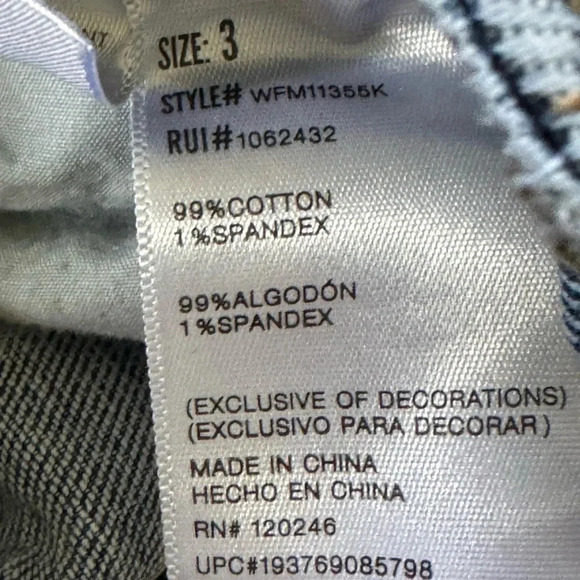 SIZE: 3
STYLE# WFM11355K
RUI#1062432
99%COTTON
1%SPANDEX
99%ALGODÓN
1%SPANDEX
(EXCLUSIVE OF DECORATIONS)
(EXCLUSIVO PARA DECORAR)
MADE IN CHINA
HECHO EN CHINA
RN# 120246
UPC#193769085798